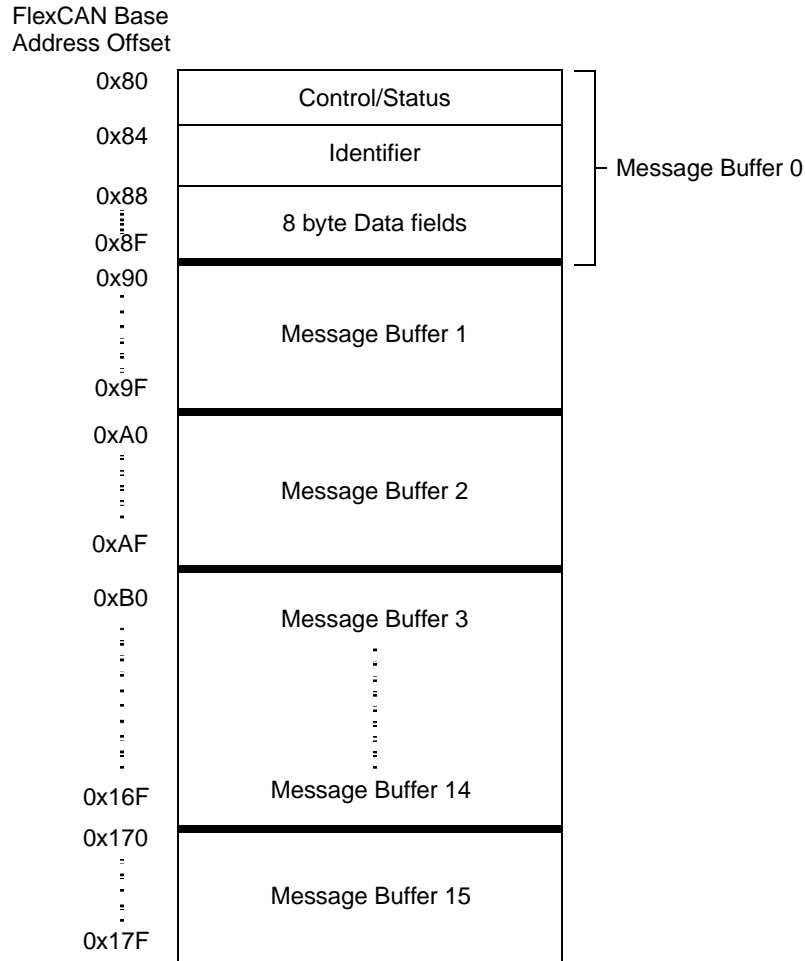 FlexCAN Base
Address Offset
0x80
Control/Status
0x84
Identifier
Message Buffer 0
0x88
8 byte Data fields
0x8F
0x90
Message Buffer 1
0x9F
0xA0
Message Buffer 2
0xAF
0xB0
Message Buffer 3
0x16F
Message Buffer 14
0x170
Message Buffer 15
0x17F